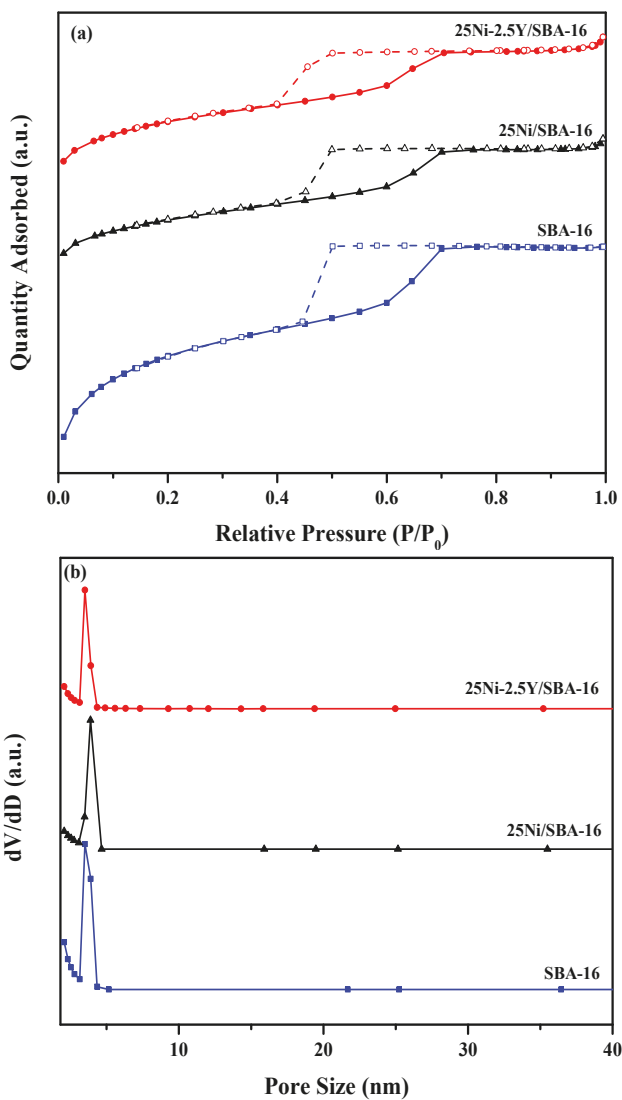 (a)
25Ni-2.5Y/SBA-16
25Ni/SBA-16
SBA-16
Quantity Adsorbed (a.u.)
0.0 0.2 0.4 0.6 0.8 1.0
Relative Pressure (P/P₀)
(b)
25Ni-2.5Y/SBA-16
25Ni/SBA-16
SBA-16
dV/dD (a.u.)
10 20 30 40
Pore Size (nm)